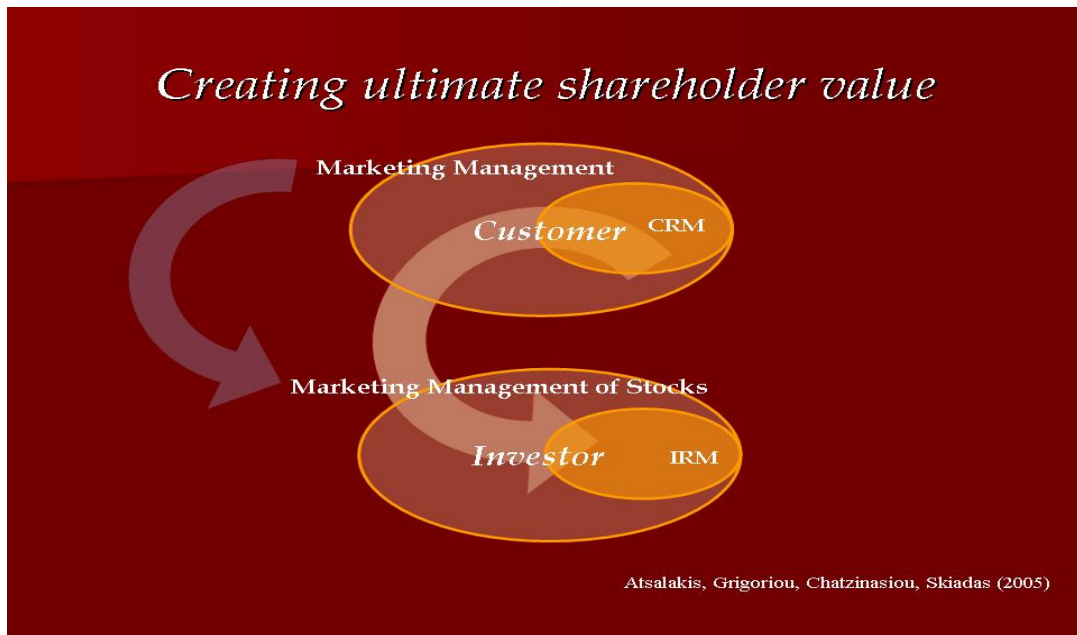 Creating ultimate shareholder value
Marketing Management
Customer CRM
Marketing Management of Stocks
Investor IRM
Atsalakis, Grigoriou, Chatzinasiou, Skiadas (2005)